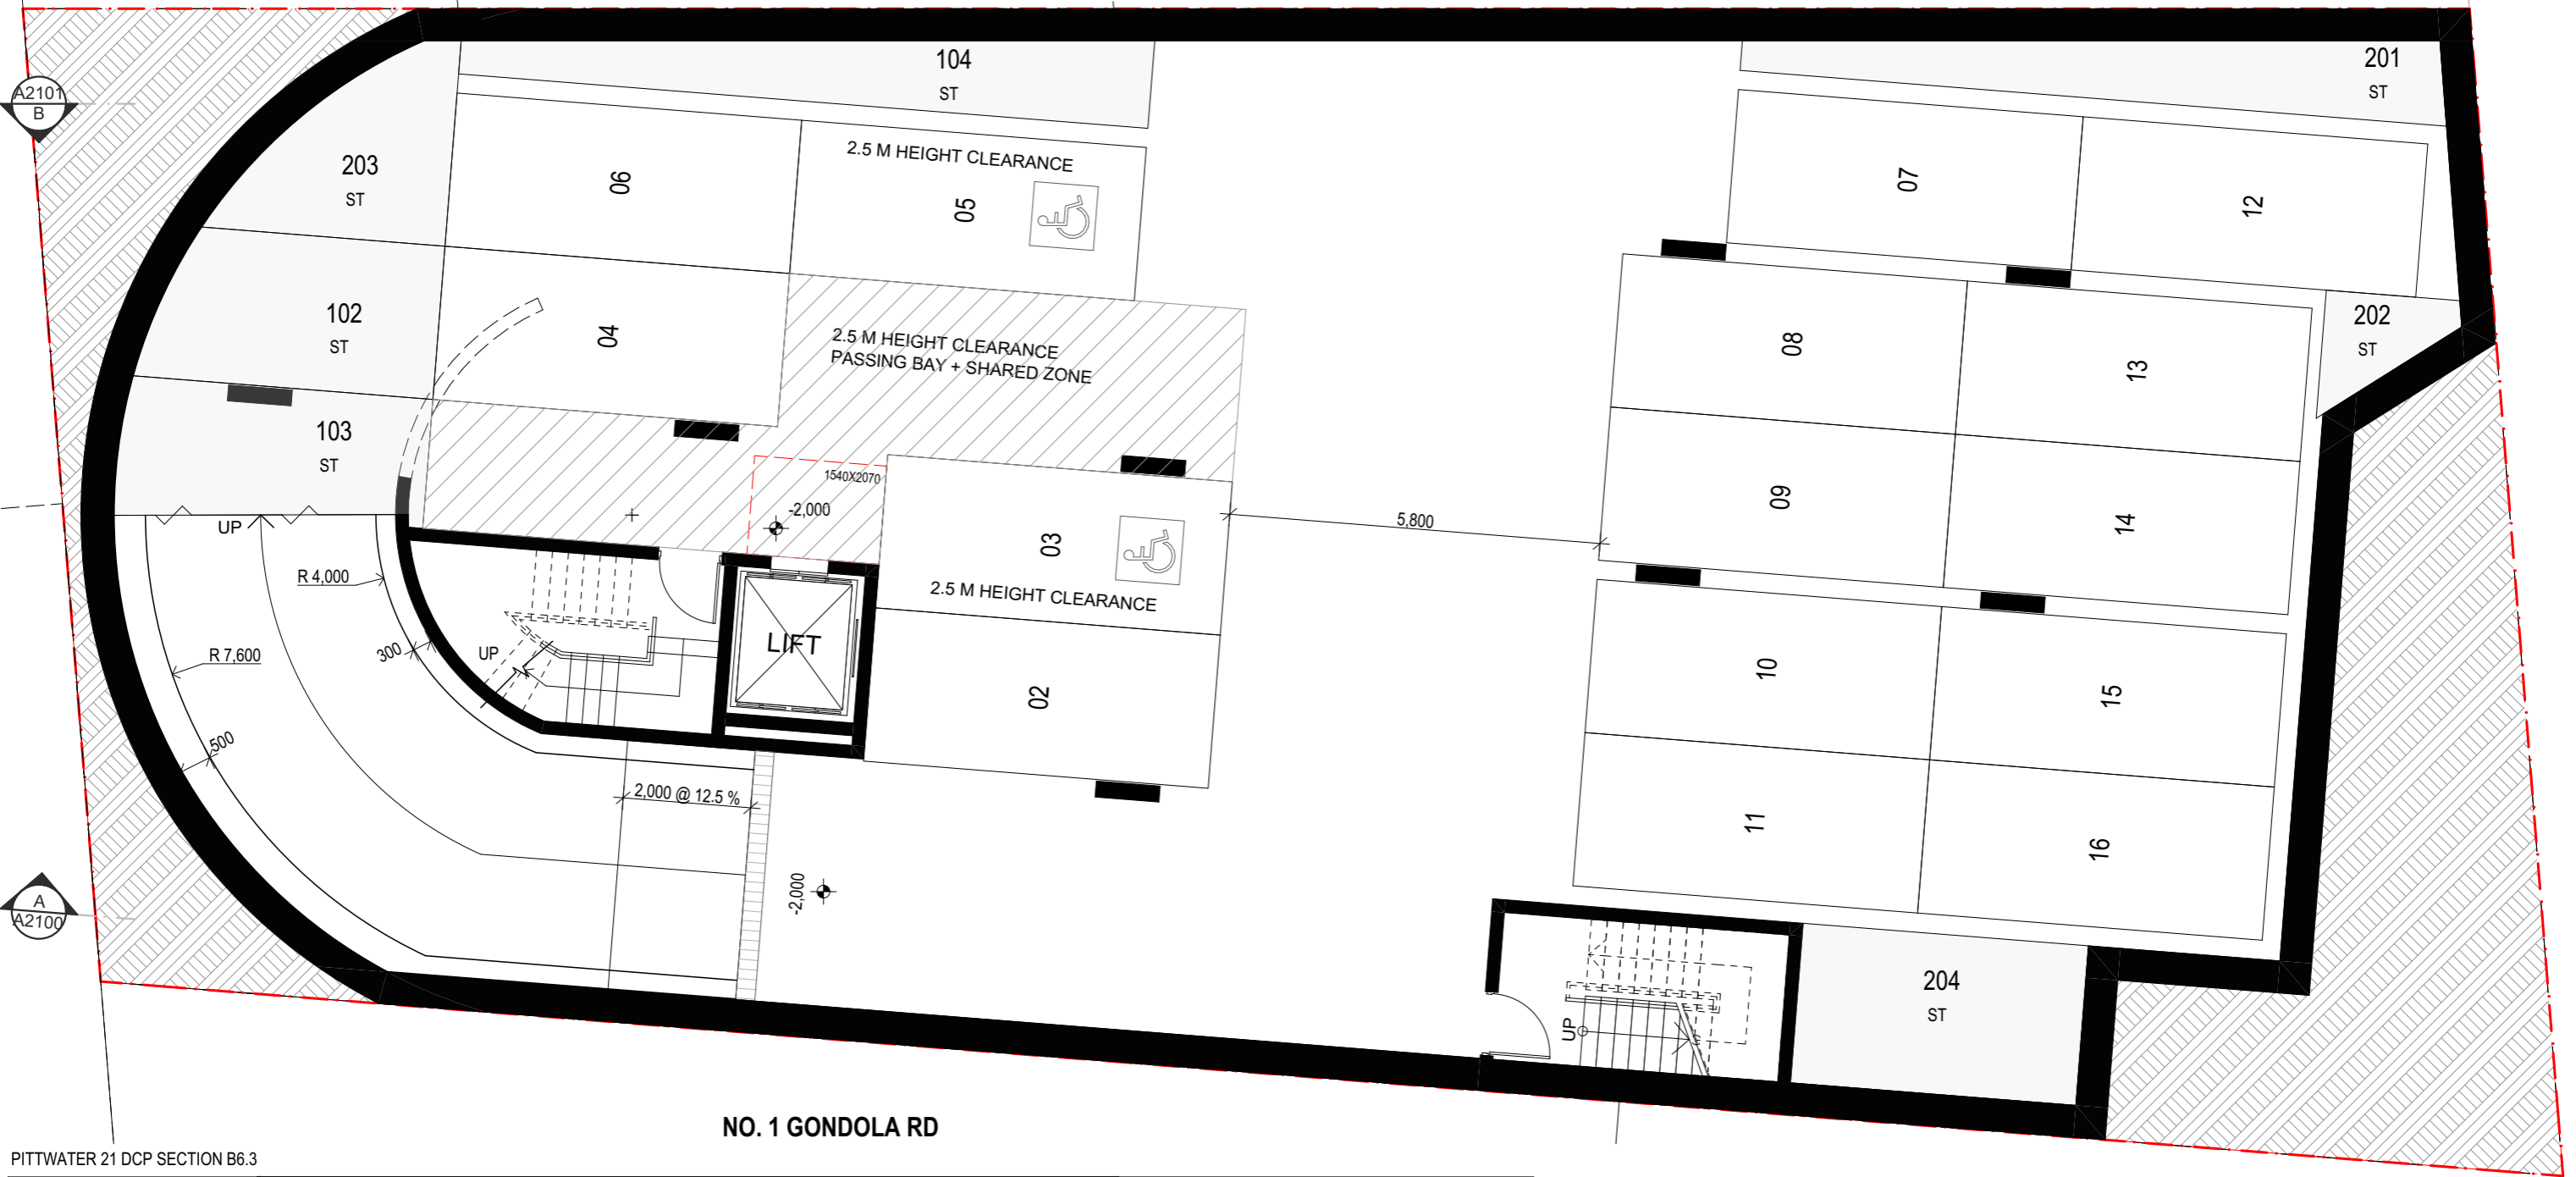 104
ST
201
ST
A2101
B
203
ST
06
2.5 M HEIGHT CLEARANCE
05
07
12
102
ST
04
2.5 M HEIGHT CLEARANCE
PASSING BAY + SHARED ZONE
08
13
202
ST
103
ST
1540X2070
-2,000
UP
03
2.5 M HEIGHT CLEARANCE
5,800
09
14
R 4,000
300
UP
LIFT
R 7,600
02
10
15
500
2,000 @ 12.5 %
11
16
-2,000
A
A2100
UP
204
ST
NO. 1 GONDOLA RD
PITTWATER 21 DCP SECTION B6.3